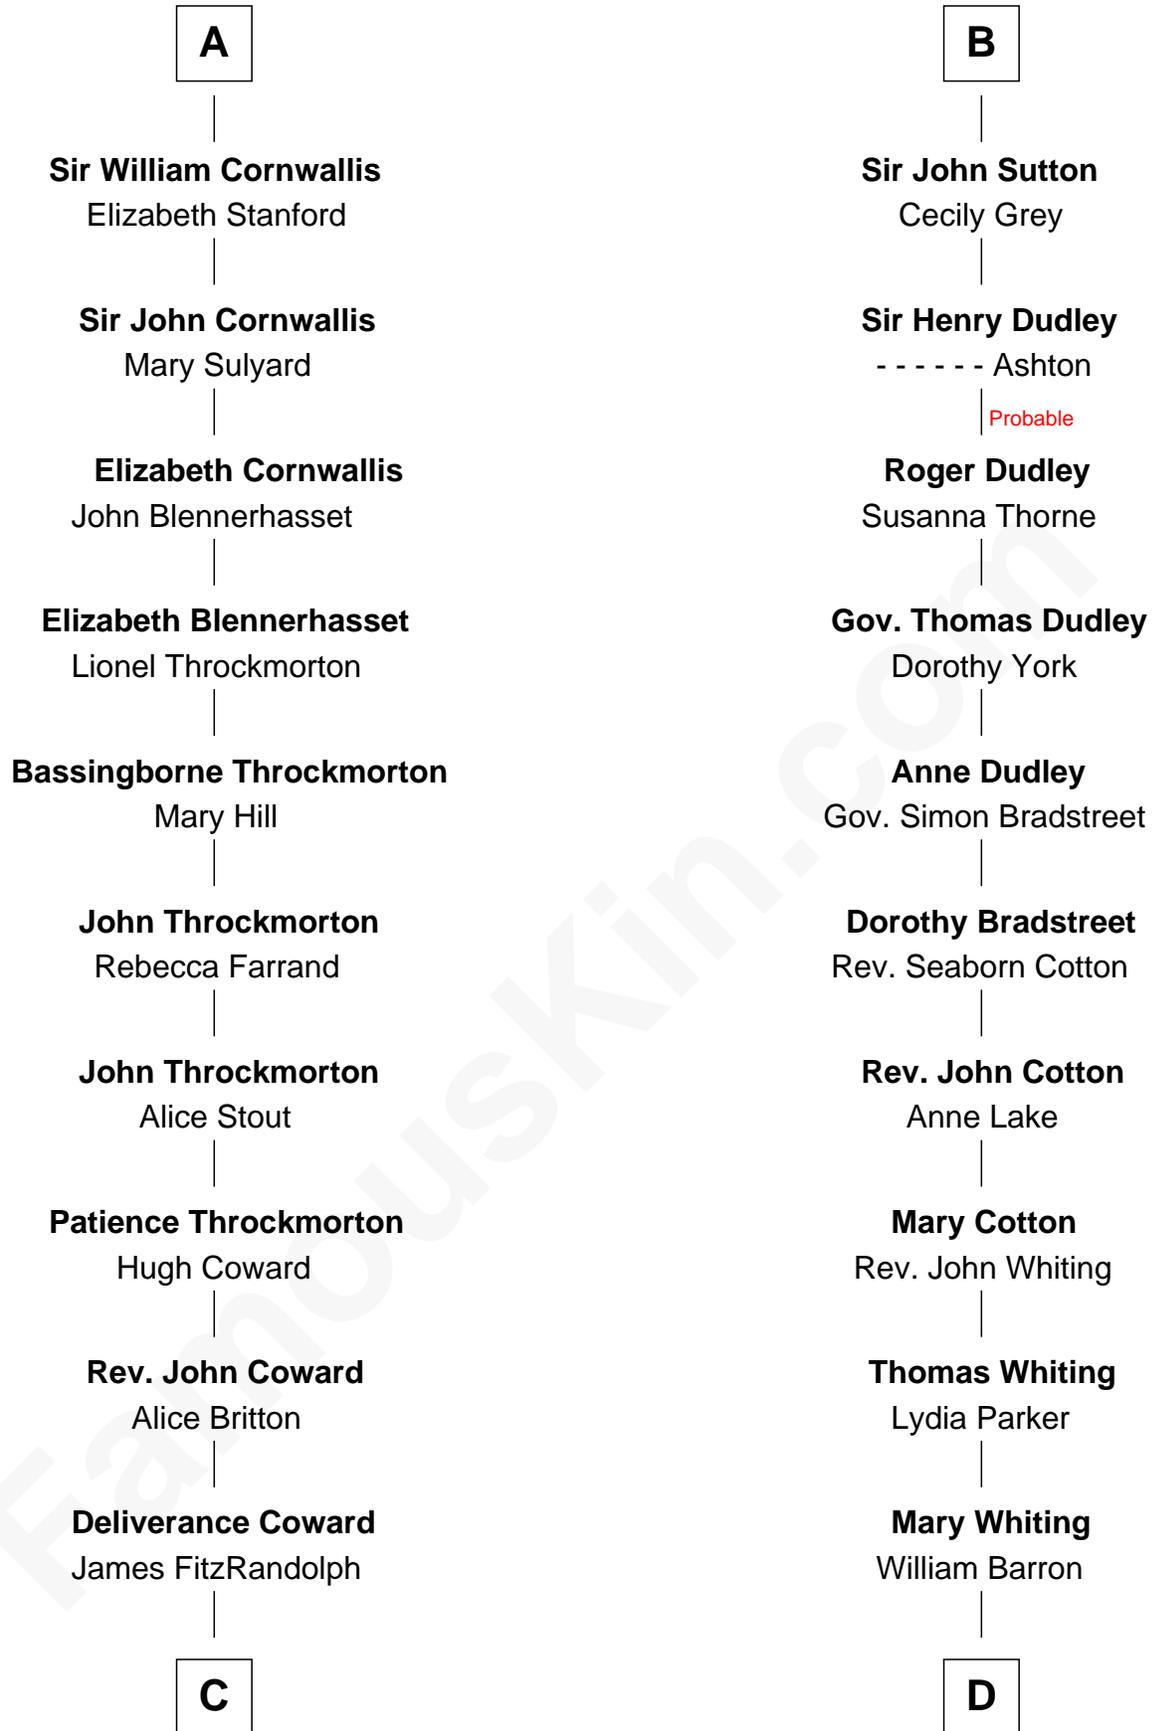 A
Sir William Cornwallis
Elizabeth Stanford
Sir John Cornwallis
Mary Sulyard
Elizabeth Cornwallis
John Blennerhasset
Elizabeth Blennerhasset
Lionel Throckmorton
Bassingborne Throckmorton
Mary Hill
John Throckmorton
Rebecca Farrand
John Throckmorton
Alice Stout
Patience Throckmorton
Hugh Coward
Rev. John Coward
Alice Britton
Deliverance Coward
James FitzRandolph
C
B
Sir John Sutton
Cecily Grey
Sir Henry Dudley
- - - - - - Ashton
Probable
Roger Dudley
Susanna Thorne
Gov. Thomas Dudley
Dorothy York
Anne Dudley
Gov. Simon Bradstreet
Dorothy Bradstreet
Rev. Seaborn Cotton
Rev. John Cotton
Anne Lake
Mary Cotton
Rev. John Whiting
Thomas Whiting
Lydia Parker
Mary Whiting
William Barron
D
FamousKin.com